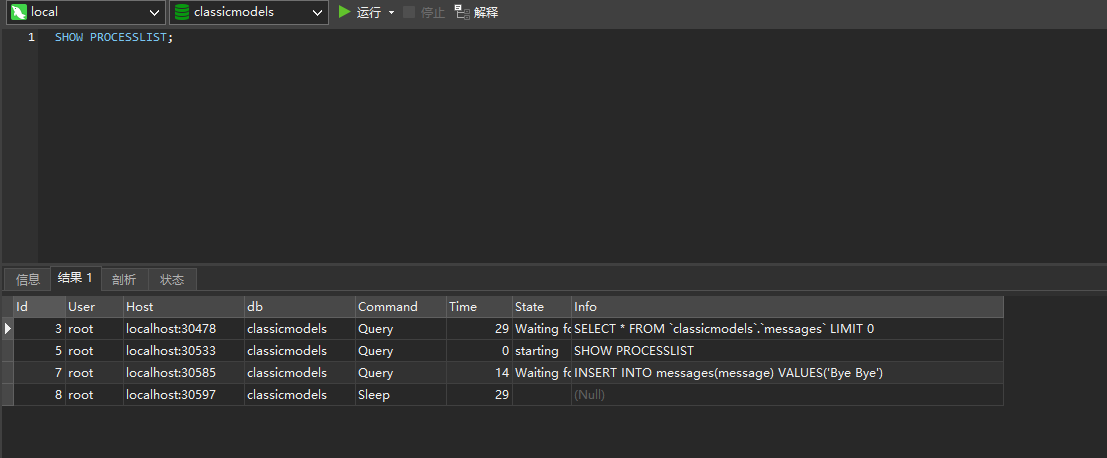 local classicmodels 运行 停止 解释
1 SHOW PROCESSLIST;
信息 结果 1 剖析 状态
Id User Host db Command Time State Info
3 root localhost:30478 classicmodels Query 29 Waiting fo SELECT * FROM `classicmodels`.`messages` LIMIT 0
5 root localhost:30533 classicmodels Query 0 starting SHOW PROCESSLIST
7 root localhost:30585 classicmodels Query 14 Waiting fo INSERT INTO messages(message) VALUES('Bye Bye')
8 root localhost:30597 classicmodels Sleep 29 (Null)